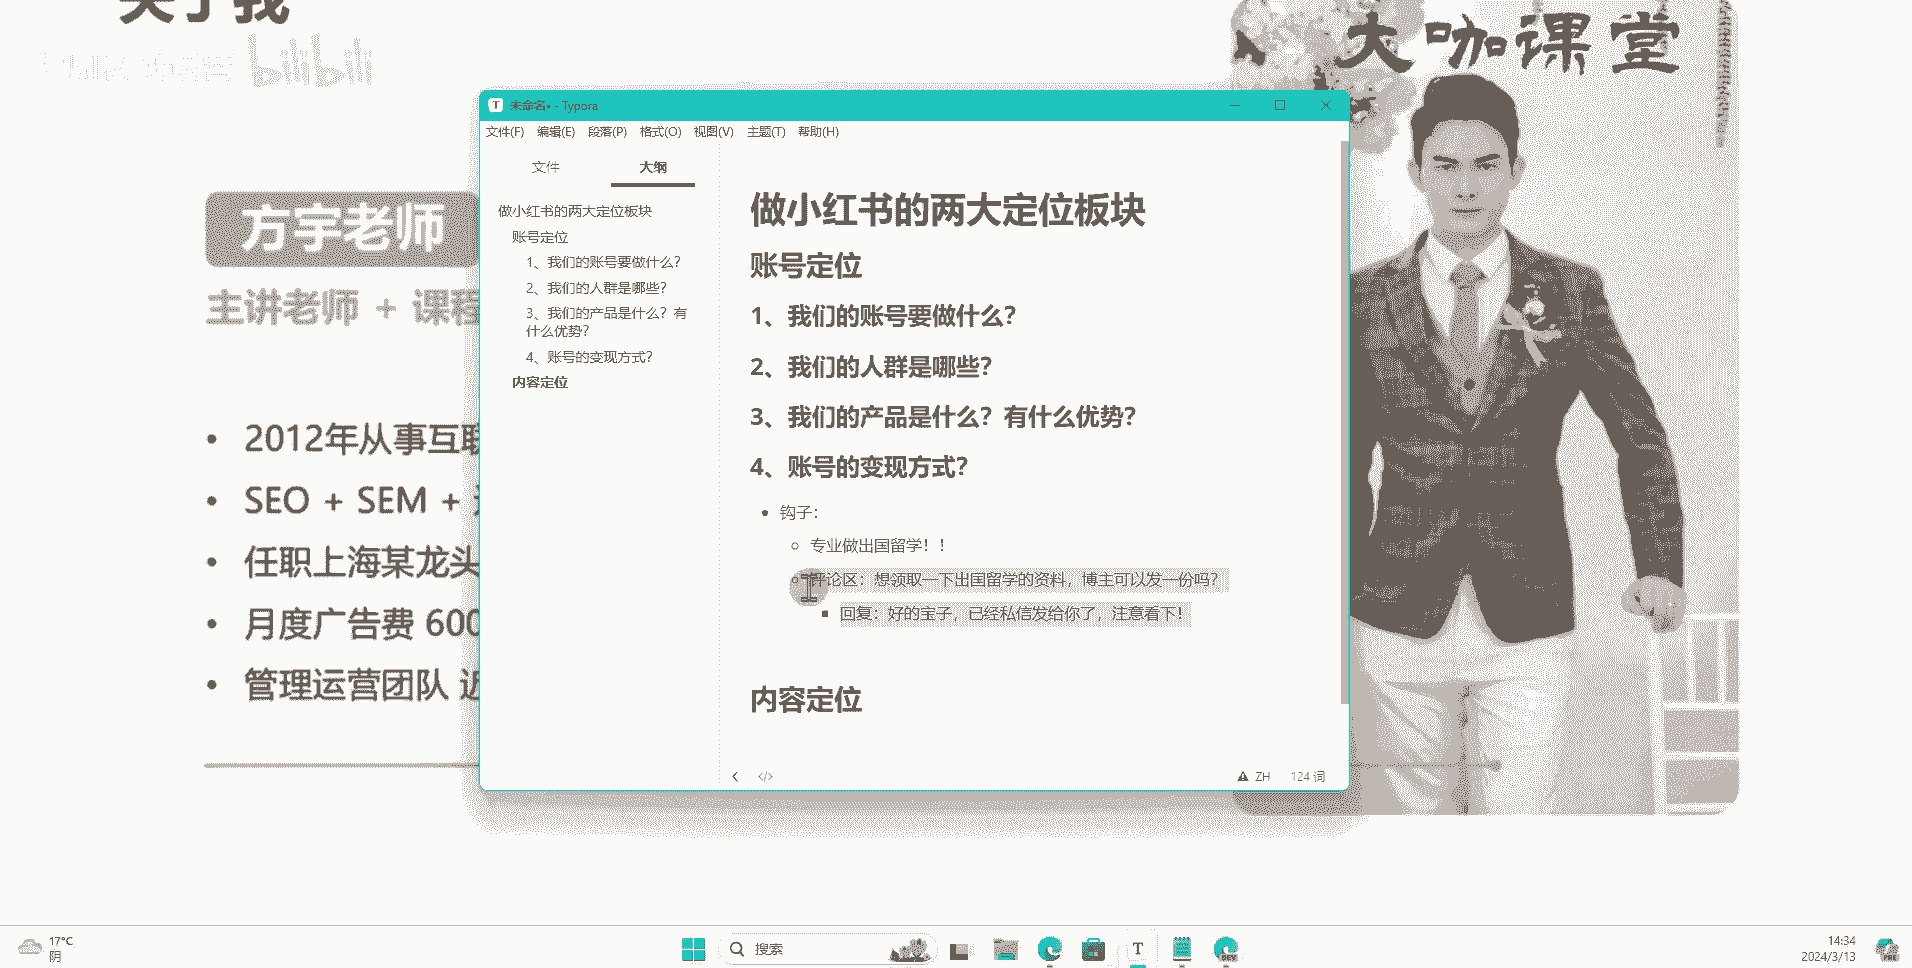 关于我
bilibili
大咖课堂
方宇老师
主讲老师 + 课程
2012年从事互联
SEO + SEM +
任职上海某龙头
月度广告费 600
管理运营团队 近
未命名• - Typora
文件(F) 编辑(E) 段落(P) 格式(O) 视图(V) 主题(T) 帮助(H)
文件 大纲
做小红书的两大定位板块
账号定位
1、我们的账号要做什么?
2、我们的人群是哪些?
3、我们的产品是什么? 有
什么优势?
4、账号的变现方式?
内容定位
做小红书的两大定位板块
账号定位
1、我们的账号要做什么?
2、我们的人群是哪些?
3、我们的产品是什么? 有什么优势?
4、账号的变现方式?
钩子:
专业做出国留学! !
评论区: 想领取一下出国留学的资料, 博主可以发一份吗?
回复: 好的宝子, 已经私信发给你了, 注意看下!
内容定位
ZH 124 词
17°C
阴
搜索
T
DEV
14:34
2024/3/13
PRE